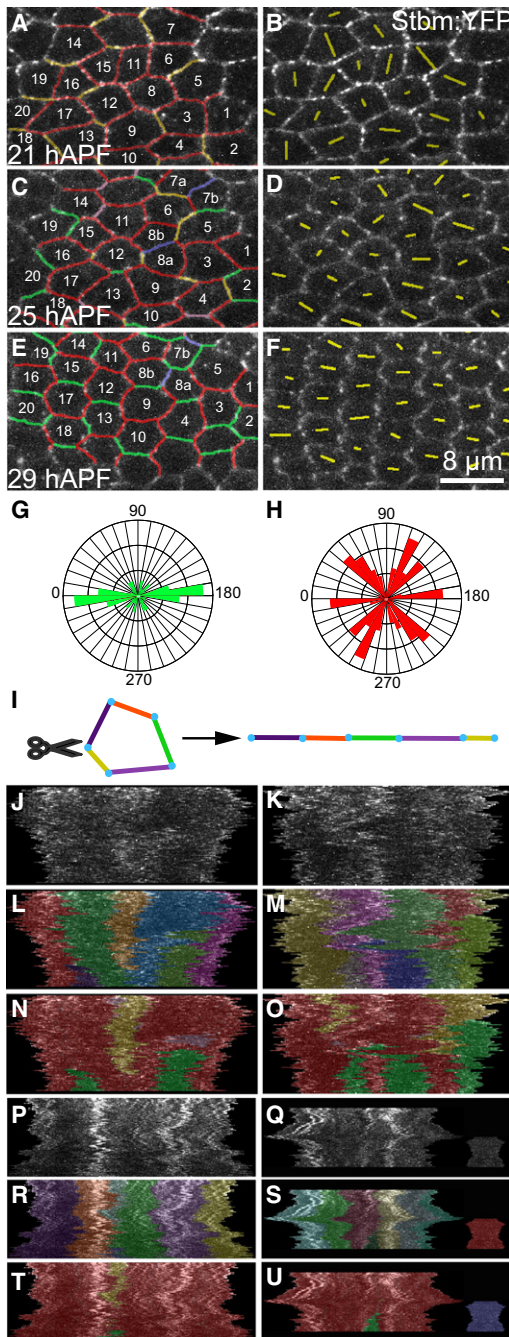 A
B
Stbm:YFP
14
7
6
15
11
19
16
5
8
12
1
20
17
3
18
13
9
4
2
10
21 hAPF
C
D
7a
14
7b
6
19
11
5
15
8b
16
12
1
8a
3
20
17
9
2
13
4
18
10
25 hAPF
E
F
14
6
19
11
7b
5
16
15
8b
8a
12
1
20
17
9
3
13
4
2
18
10
29 hAPF
8 μm
G
H
90
90
0
180
0
180
270
270
I
J
K
L
M
N
O
P
Q
R
S
T
U